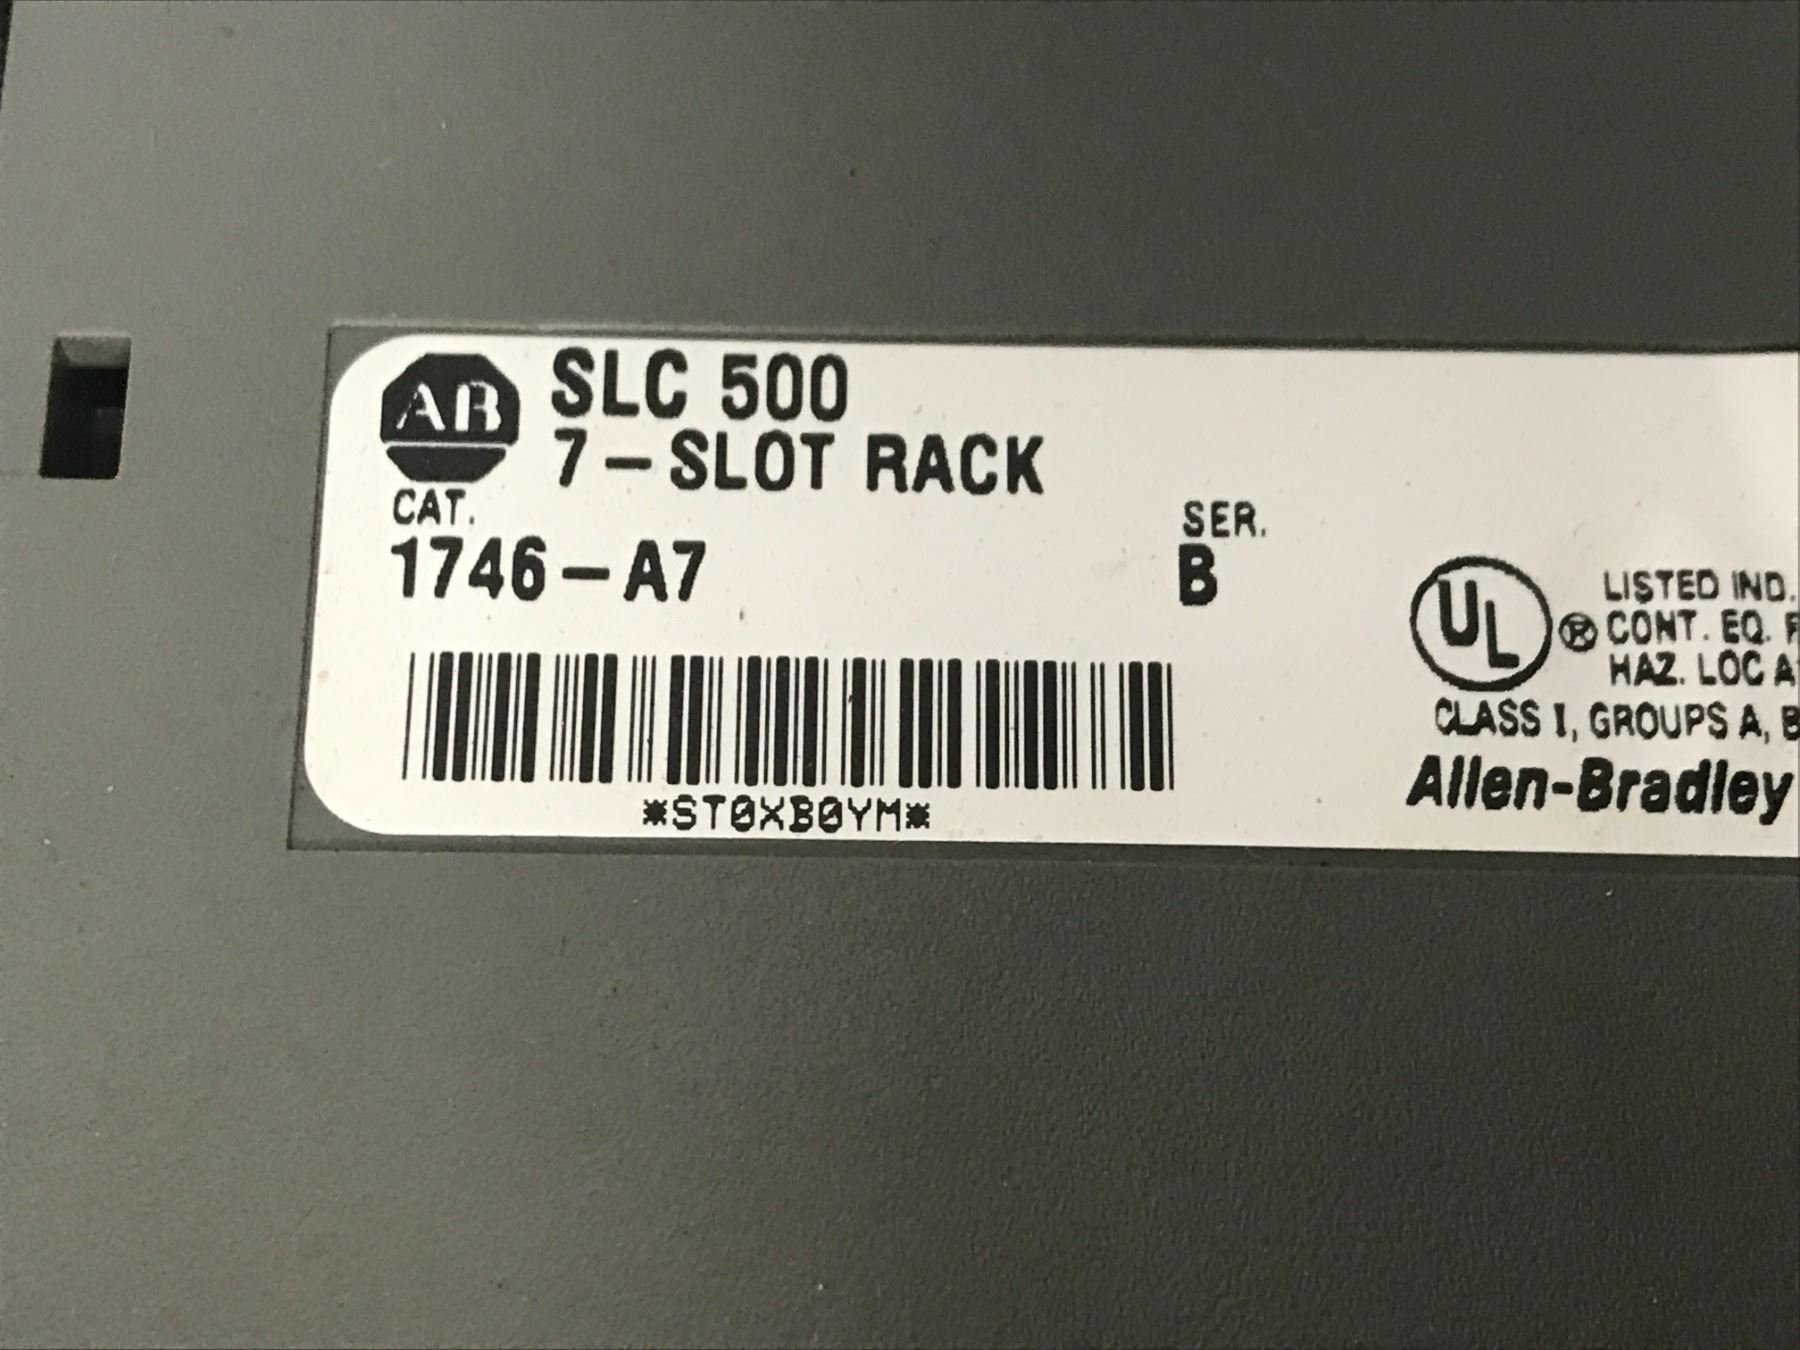 AB
SLC 500
7-SLOT RACK
CAT.
1746-A7
SER.
B
*ST0XB0YM*
UL
®
LISTED IND.
CONT. EQ.
HAZ. LOC
CLASS I, GROUPS A, B
Allen-Bradley